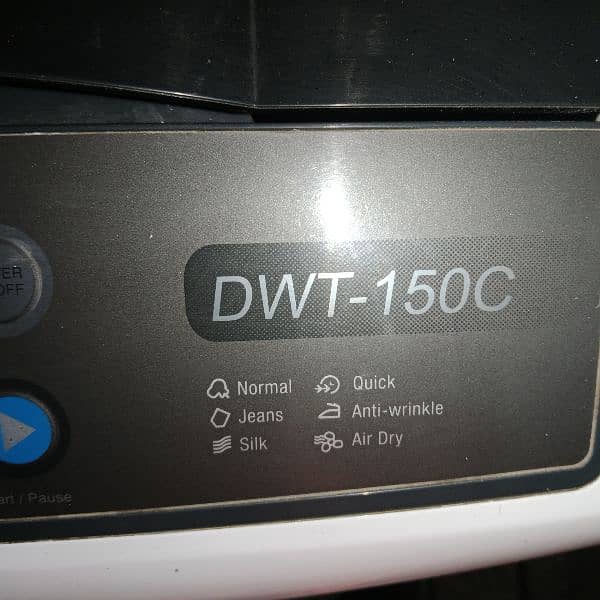 DWT-150C
Normal Quick
Jeans Anti-wrinkle
Silk Air Dry
/ Pause